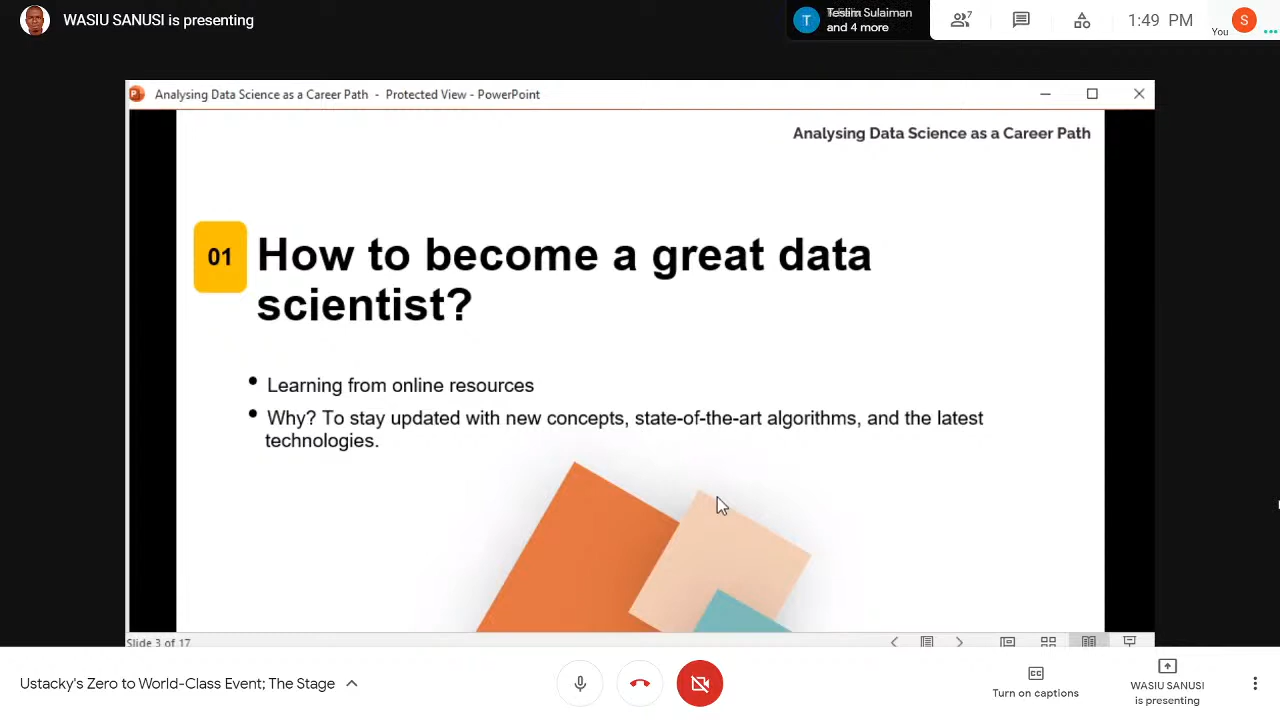 WASIU SANUSI is presenting
Teslim Sulaiman
and 4 more
7
1:49 PM
You
S
T
P
Analysing Data Science as a Career Path - Protected View - PowerPoint
Analysing Data Science as a Career Path
01
How to become a great data
scientist?
• Learning from online resources
• Why? To stay updated with new concepts, state-of-the-art algorithms, and the latest
technologies.
Slide 3 of 17
Ustacky's Zero to World-Class Event; The Stage
CC
Turn on captions
WASIU SANUSI
is presenting